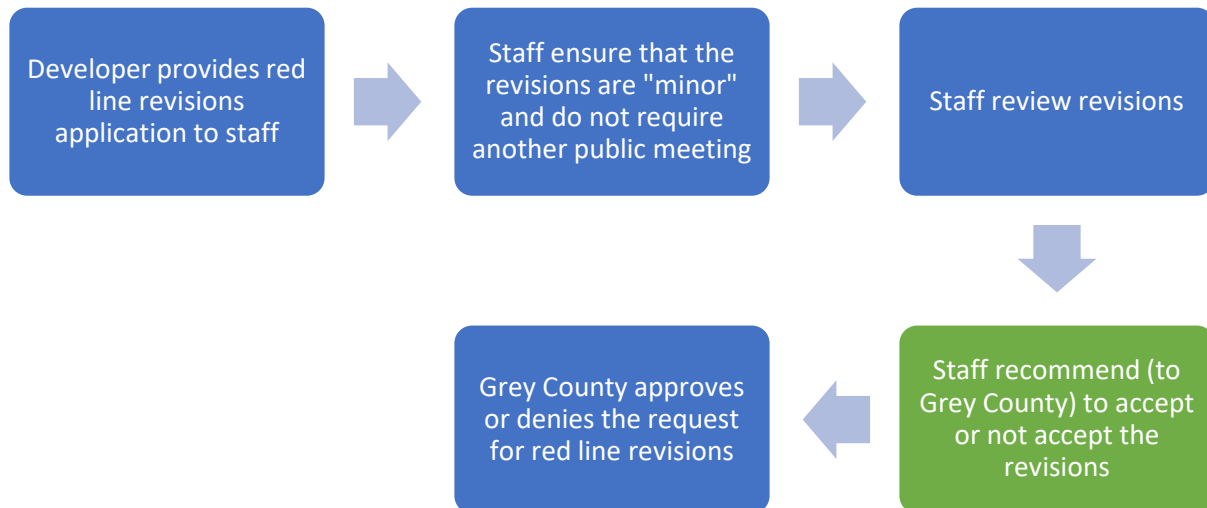 Developer provides red
line revisions
application to staff
Staff ensure that the
revisions are "minor"
and do not require
another public meeting
Staff review revisions
Staff recommend (to
Grey County) to accept
or not accept the
revisions
Grey County approves
or denies the request
for red line revisions